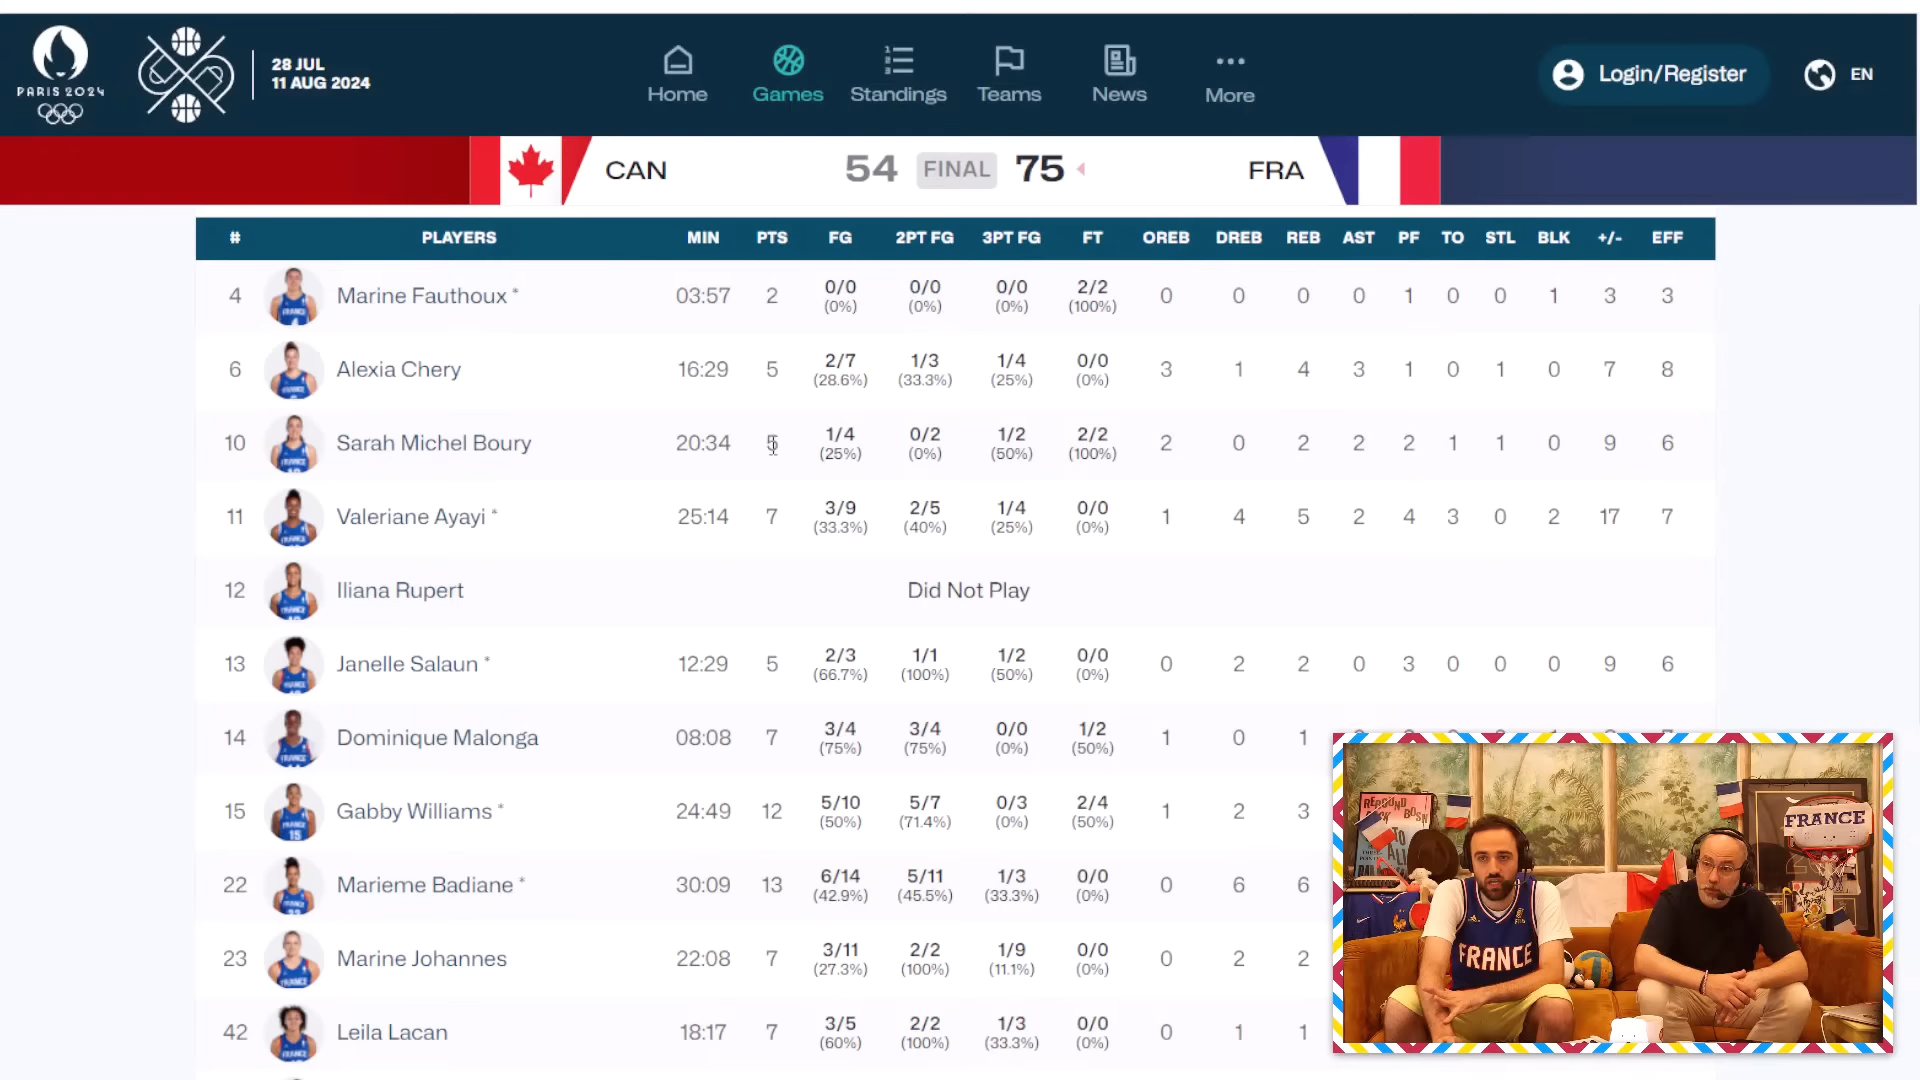 PARIS 2024
28 JUL
11 AUG 2024
Home
Games
Standings
Teams
News
More
Login/Register
EN
CAN 54 FINAL 75 FRA
# PLAYERS MIN PTS FG 2PT FG 3PT FG FT OREB DREB REB AST PF TO STL BLK +/- EFF
4 Marine Fauthoux * 03:57 2 0/0 (0%) 0/0 (0%) 0/0 (0%) 2/2 (100%) 0 0 0 0 1 0 0 1 3 3
6 Alexia Chery 16:29 5 2/7 (28.6%) 1/3 (33.3%) 1/4 (25%) 0/0 (0%) 3 1 4 3 1 0 1 0 7 8
10 Sarah Michel Boury 20:34 5 1/4 (25%) 0/2 (0%) 1/2 (50%) 2/2 (100%) 2 0 2 2 2 1 1 0 9 6
11 Valeriane Ayayi * 25:14 7 3/9 (33.3%) 2/5 (40%) 1/4 (25%) 0/0 (0%) 1 4 5 2 4 3 0 2 17 7
12 Iliana Rupert Did Not Play
13 Janelle Salaun * 12:29 5 2/3 (66.7%) 1/1 (100%) 1/2 (50%) 0/0 (0%) 0 2 2 0 3 0 0 0 9 6
14 Dominique Malonga 08:08 7 3/4 (75%) 3/4 (75%) 0/0 (0%) 1/2 (50%) 1 0 1
15 Gabby Williams * 24:49 12 5/10 (50%) 5/7 (71.4%) 0/3 (0%) 2/4 (50%) 1 2 3
22 Marieme Badiane * 30:09 13 6/14 (42.9%) 5/11 (45.5%) 1/3 (33.3%) 0/0 (0%) 0 6 6
23 Marine Johannes 22:08 7 3/11 (27.3%) 2/2 (100%) 1/9 (11.1%) 0/0 (0%) 0 2 2
42 Leila Lacan 18:17 7 3/5 (60%) 2/2 (100%) 1/3 (33.3%) 0/0 (0%) 0 1 1
REBOUND
TO
ALL
FRANCE
FRANCE